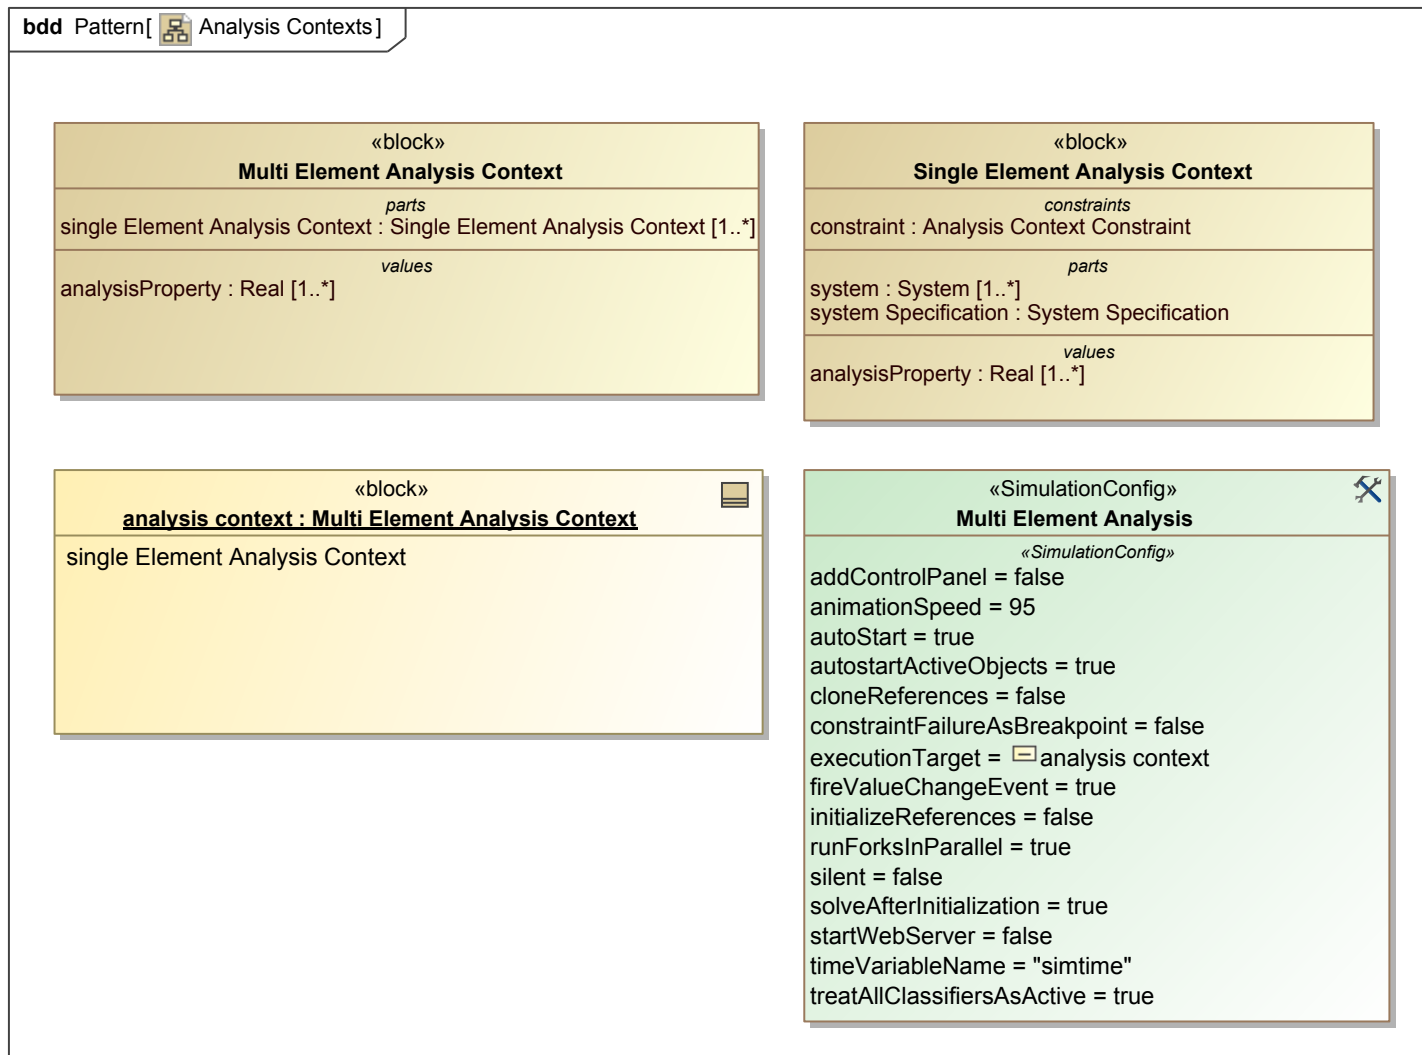 bdd Pattern[ Analysis Contexts]
«block»
Multi Element Analysis Context
parts
single Element Analysis Context : Single Element Analysis Context [1..*]
values
analysisProperty : Real [1..*]
«block»
Single Element Analysis Context
constraints
constraint : Analysis Context Constraint
parts
system : System [1..*]
system Specification : System Specification
values
analysisProperty : Real [1..*]
«block»
analysis context : Multi Element Analysis Context
single Element Analysis Context
«SimulationConfig»
Multi Element Analysis
«SimulationConfig»
addControlPanel = false
animationSpeed = 95
autoStart = true
autostartActiveObjects = true
cloneReferences = false
constraintFailureAsBreakpoint = false
executionTarget = analysis context
fireValueChangeEvent = true
initializeReferences = false
runForksInParallel = true
silent = false
solveAfterInitialization = true
startWebServer = false
timeVariableName = "simtime"
treatAllClassifiersAsActive = true